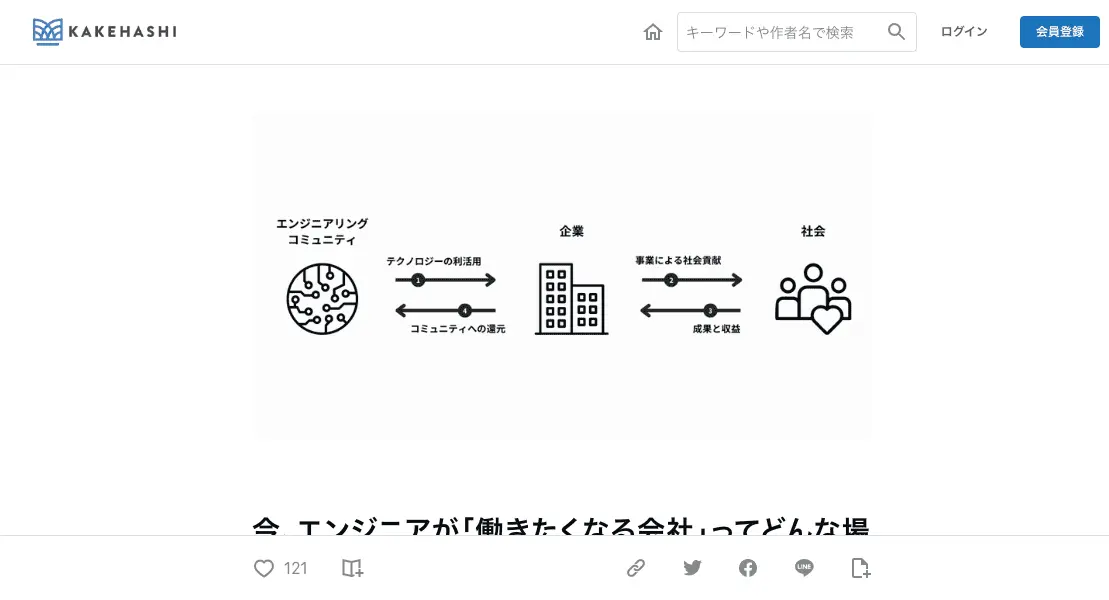 KAKEHASHI
キーワードや作者名で検索
ログイン
会員登録
エンジニアリング
コミュニティ
企業
社会
テクノロジーの利活用
1
4
コミュニティへの還元
事業による社会貢献
2
3
成果と収益
今、エンジニアが「働きたくなる会社」ってどんな場
121
LINE